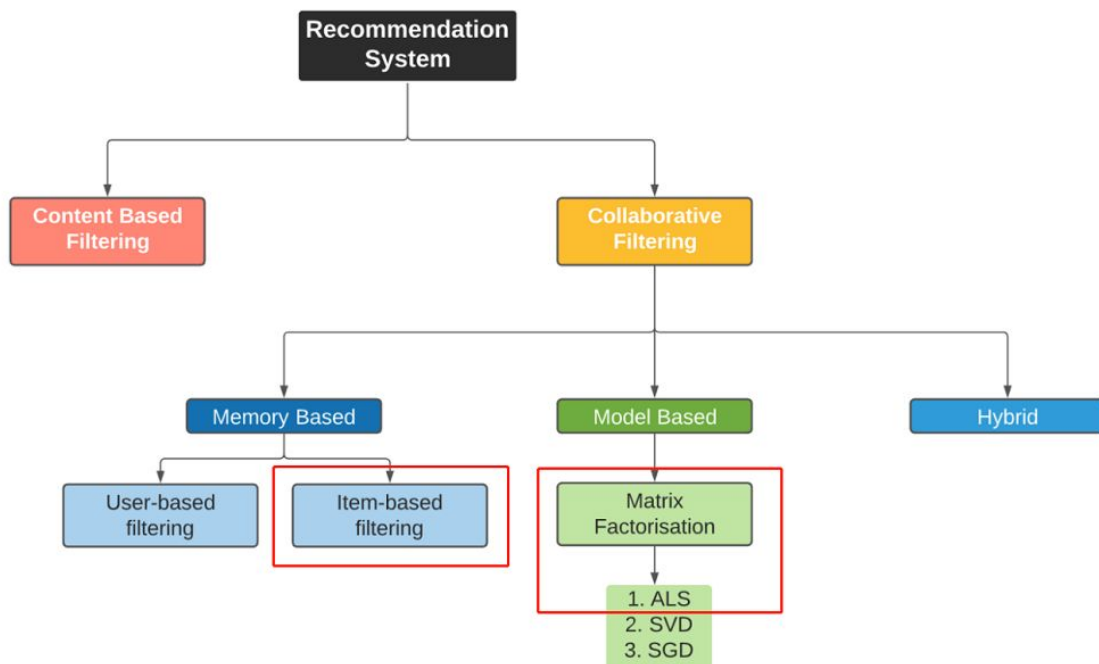 Recommendation
System
Content Based
Filtering
Collaborative
Filtering
Memory Based
Model Based
Hybrid
User-based
filtering
Item-based
filtering
Matrix
Factorisation
1. ALS
2. SVD
3. SGD